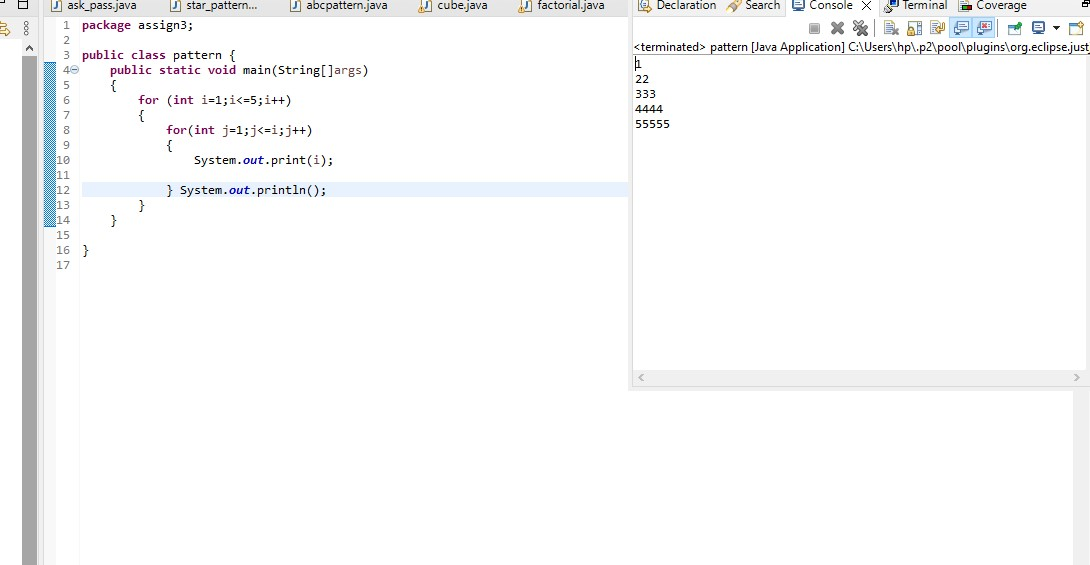 ask_pass.java star_pattern... abcpattern.java cube.java factorial.java
1 package assign3;
2
3 public class pattern {
4 public static void main(String[]args)
5 {
6 for (int i=1;i<=5;i++)
7 {
8 for(int j=1;j<=i;j++)
9 {
10 System.out.print(i);
11
12 } System.out.println();
13 }
14 }
15
16 }
17
Declaration Search Console Terminal Coverage
<terminated> pattern [Java Application] C:\Users\hp\.p2\pool\plugins\org.eclipse.just
1
22
333
4444
55555